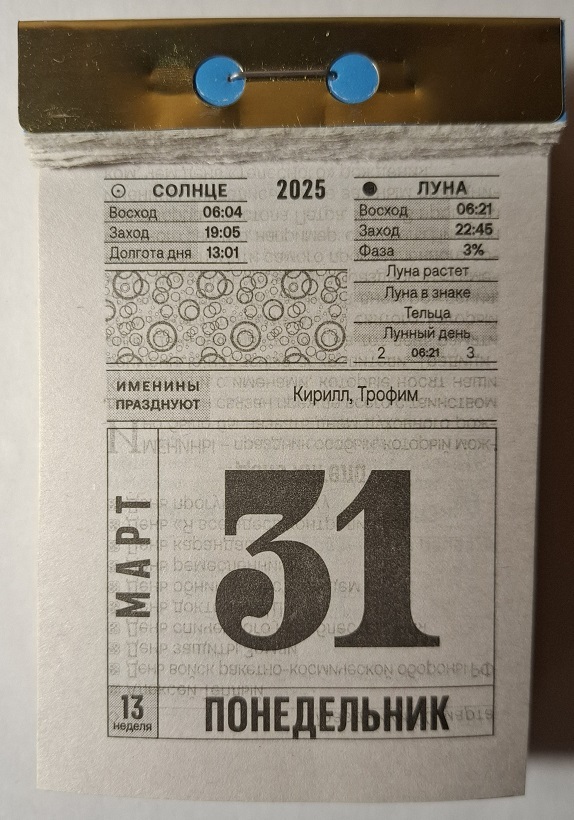 СОЛНЦЕ
Восход 06:04
Заход 19:05
Долгота дня 13:01
2025
ЛУНА
Восход 06:21
Заход 22:45
Фаза 3%
Луна растет
Луна в знаке
Тельца
Лунный день
2 06:21 3
ИМЕНИНЫ
ПРАЗДНУЮТ
Кирилл, Трофим
МАРТ
31
13
неделя
ПОНЕДЕЛЬНИК